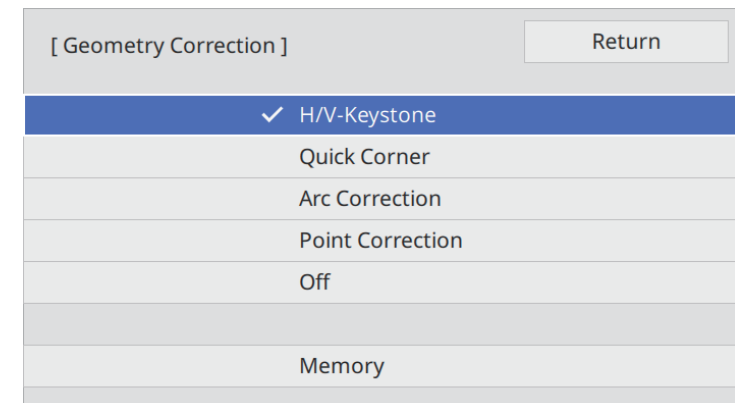 [ Geometry Correction ]
Return
✓ H/V-Keystone
Quick Corner
Arc Correction
Point Correction
Off
Memory